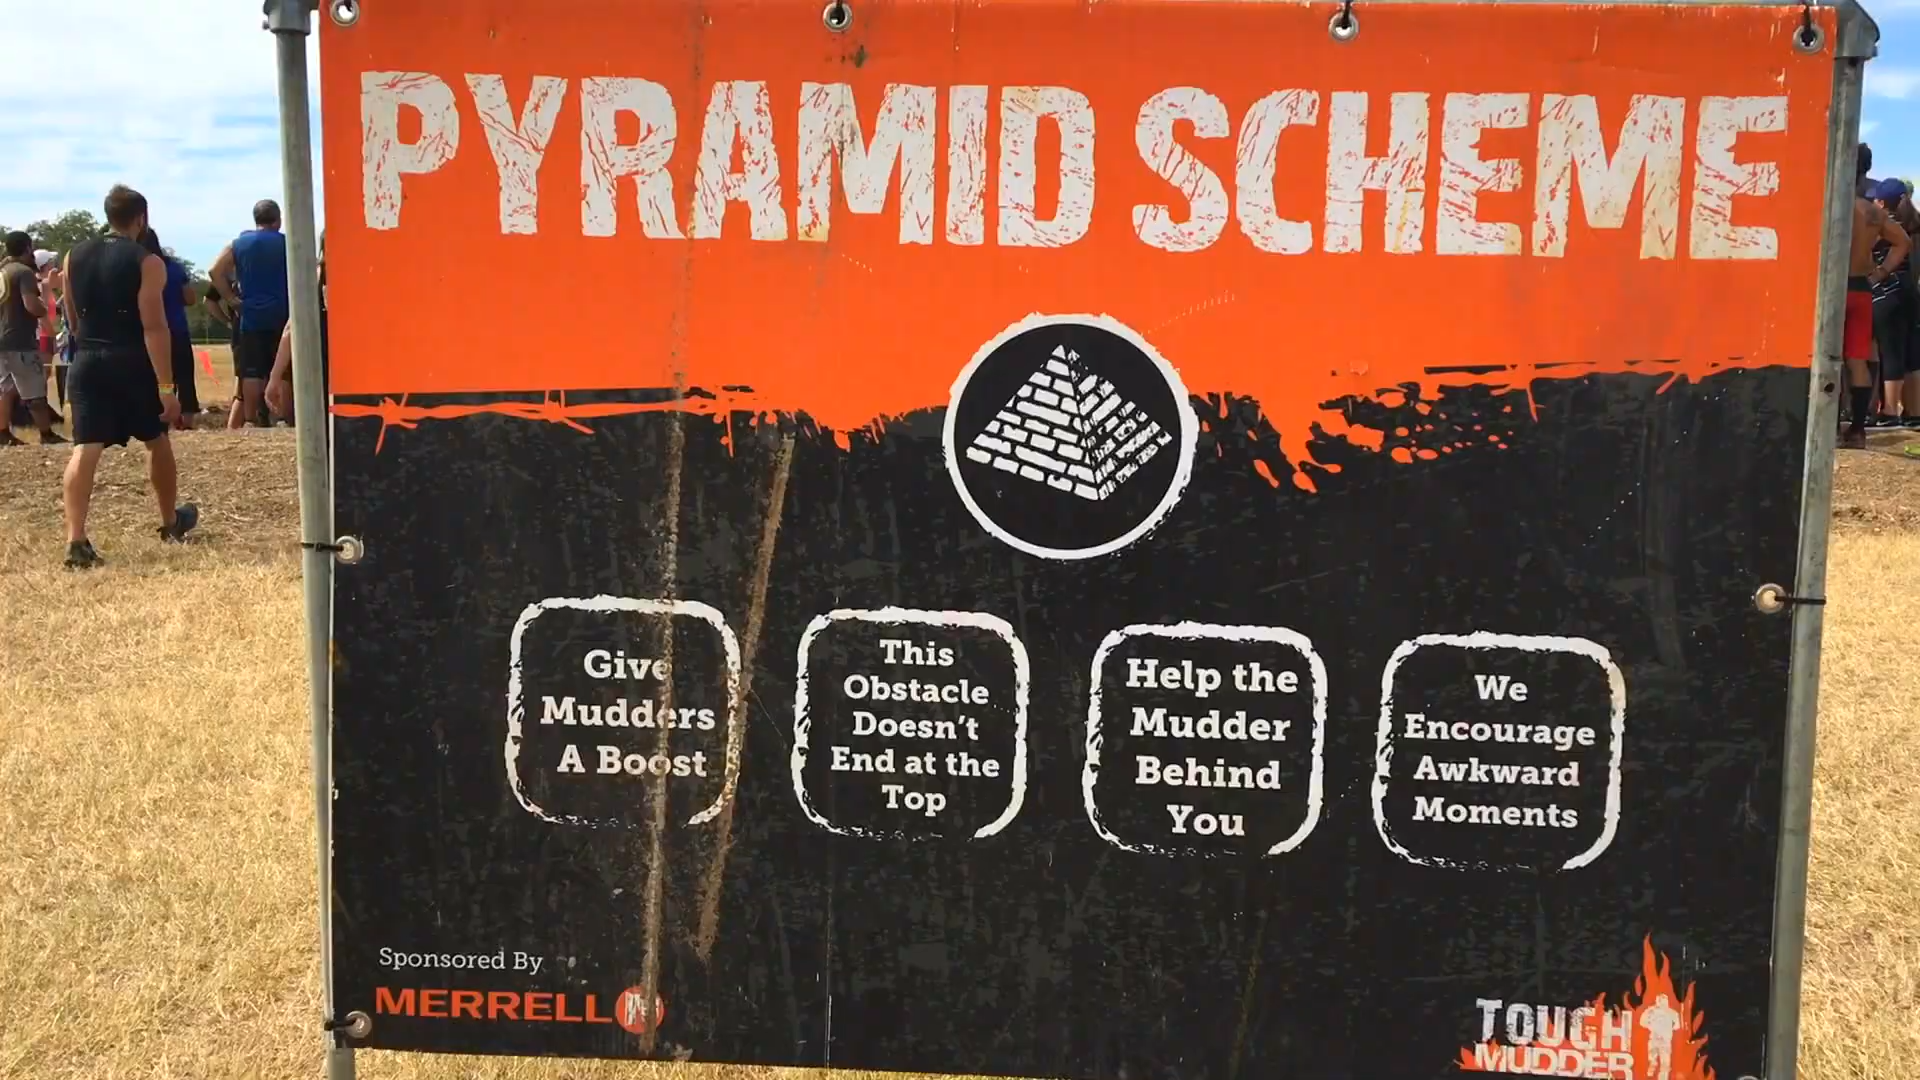 PYRAMID SCHEME
Give
Mudders
A Boost
This
Obstacle
Doesn't
End at the
Top
Help the
Mudder
Behind
You
We
Encourage
Awkward
Moments
Sponsored By
MERRELL
TOUGH
MUDDER